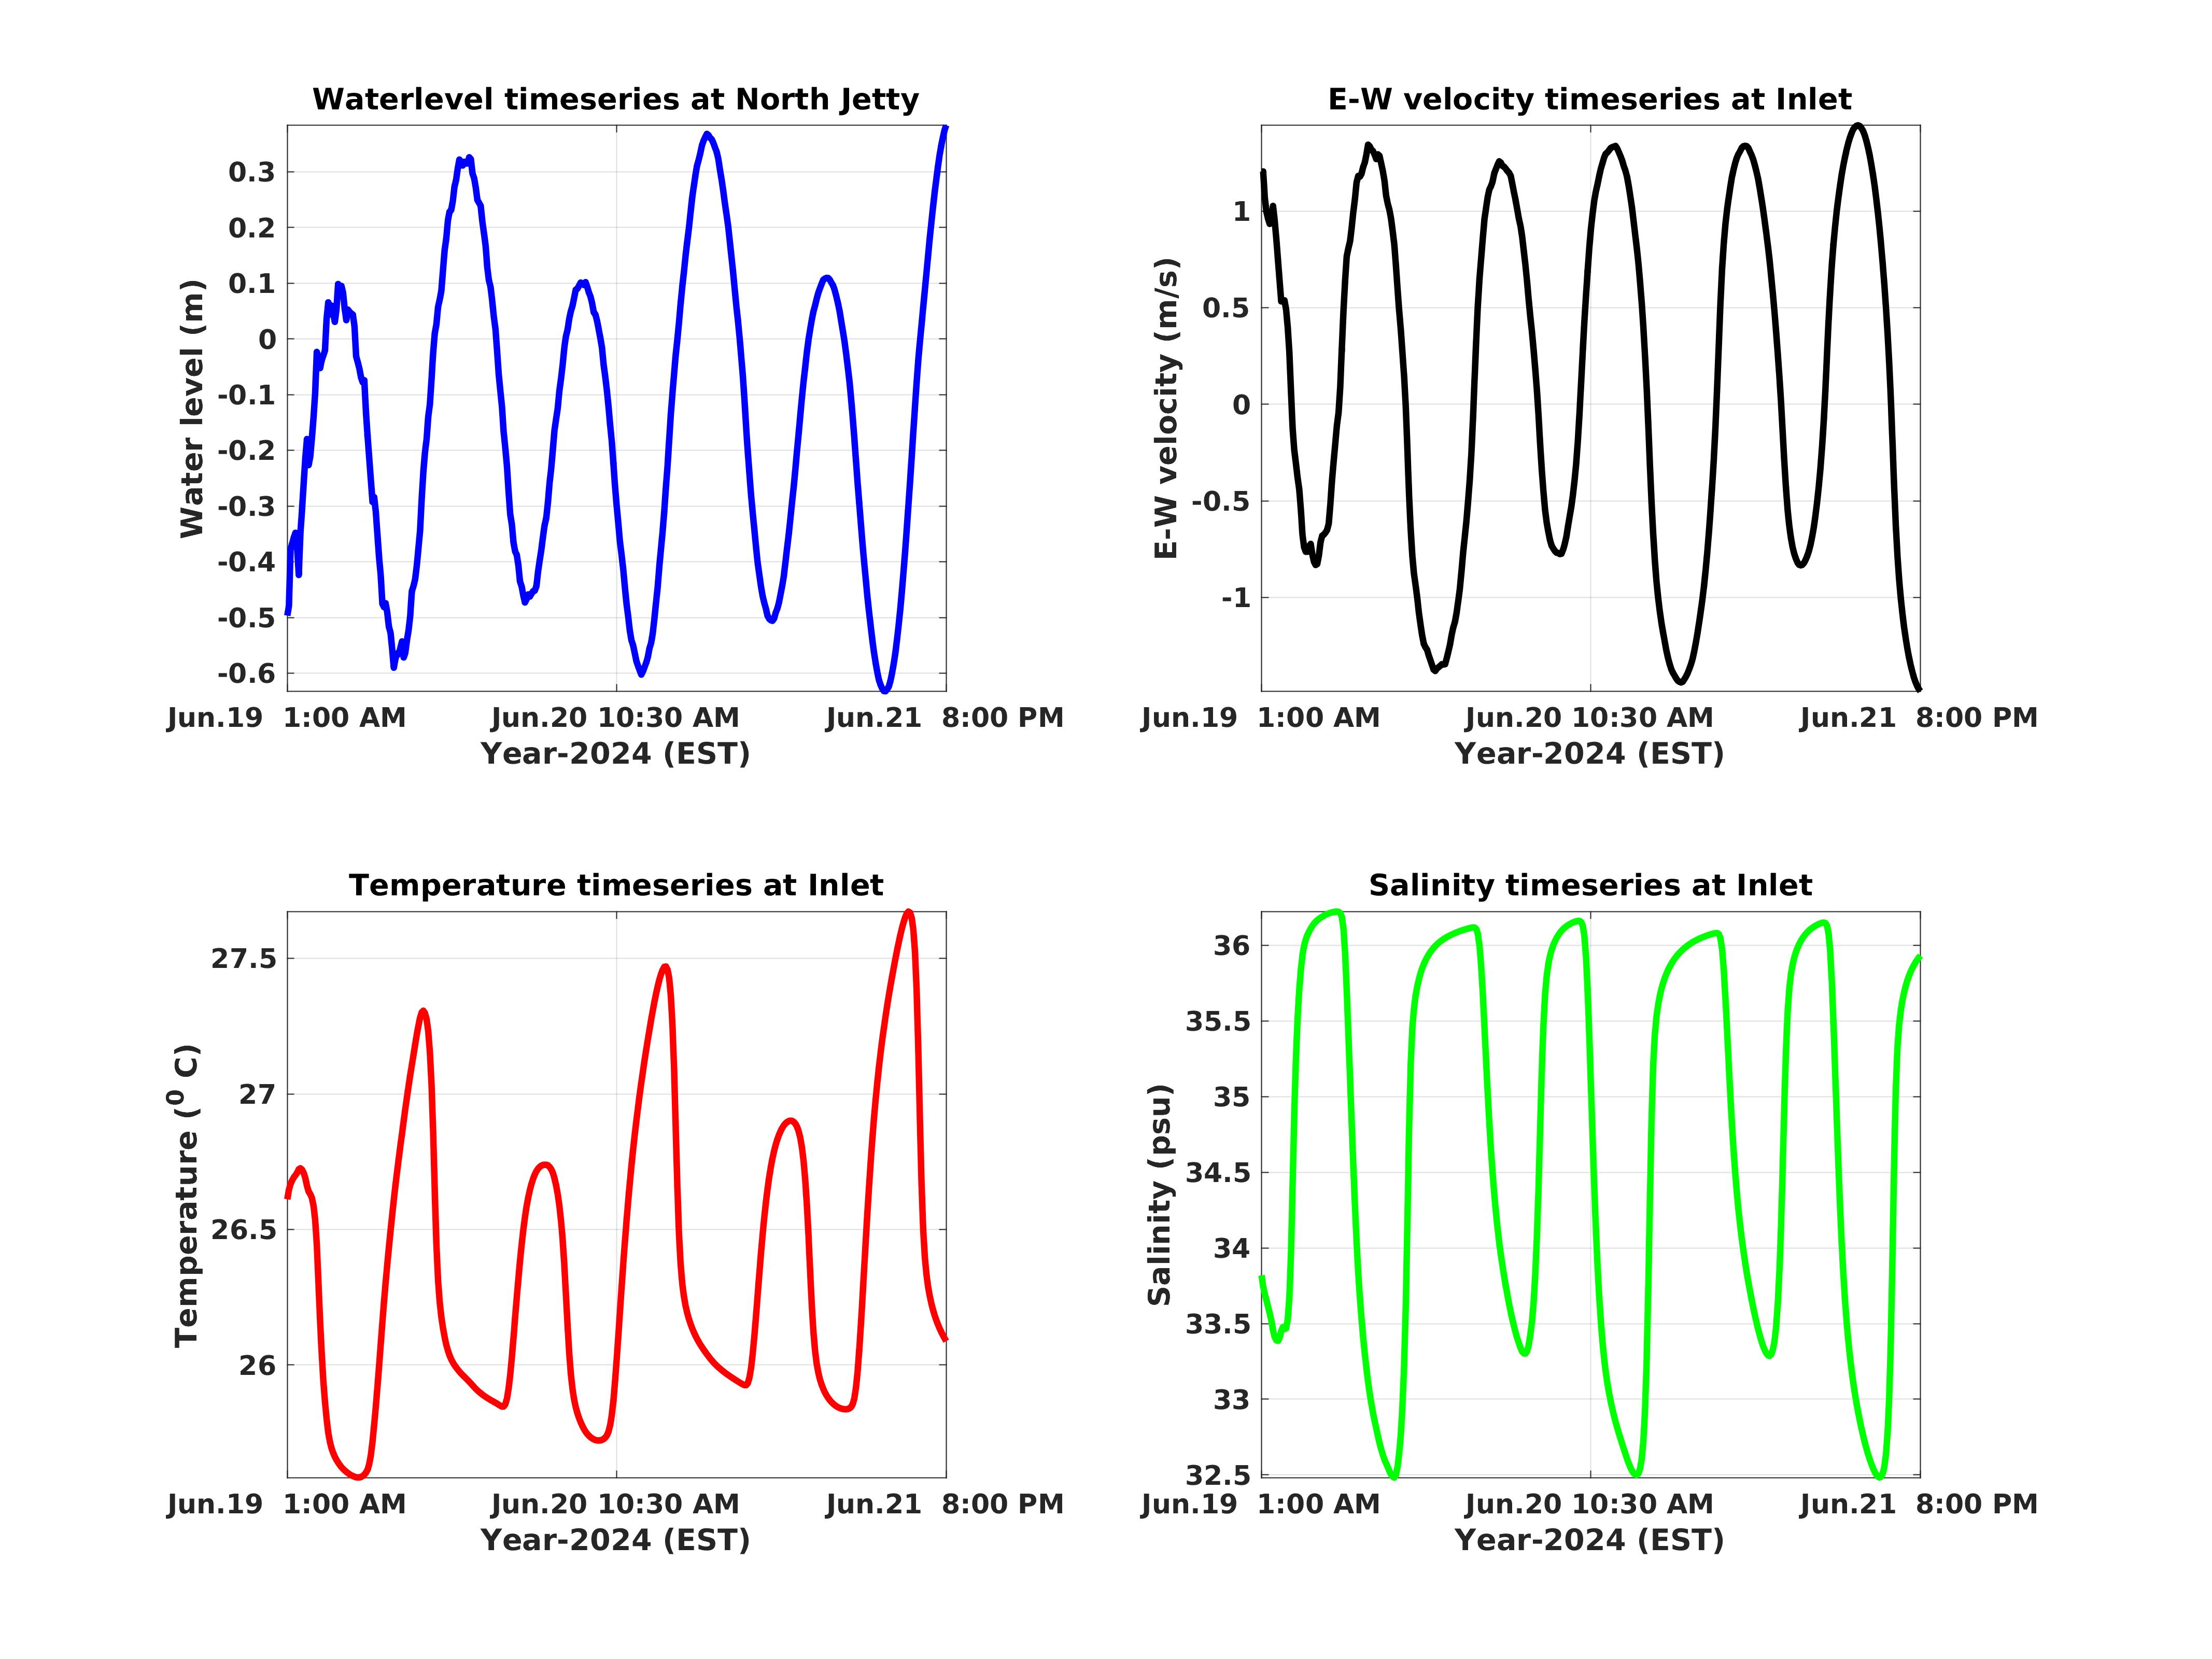 Waterlevel timeseries at North Jetty
0.3
0.2
0.1
0
-0.1
-0.2
-0.3
-0.4
-0.5
-0.6
Water level (m)
Jun.19 1:00 AM Jun.20 10:30 AM Jun.21 8:00 PM
Year-2024 (EST)
E-W velocity timeseries at Inlet
1
0.5
0
-0.5
-1
E-W velocity (m/s)
Jun.19 1:00 AM Jun.20 10:30 AM Jun.21 8:00 PM
Year-2024 (EST)
Temperature timeseries at Inlet
27.5
27
26.5
26
Temperature (⁰ C)
Jun.19 1:00 AM Jun.20 10:30 AM Jun.21 8:00 PM
Year-2024 (EST)
Salinity timeseries at Inlet
36
35.5
35
34.5
34
33.5
33
32.5
Salinity (psu)
Jun.19 1:00 AM Jun.20 10:30 AM Jun.21 8:00 PM
Year-2024 (EST)